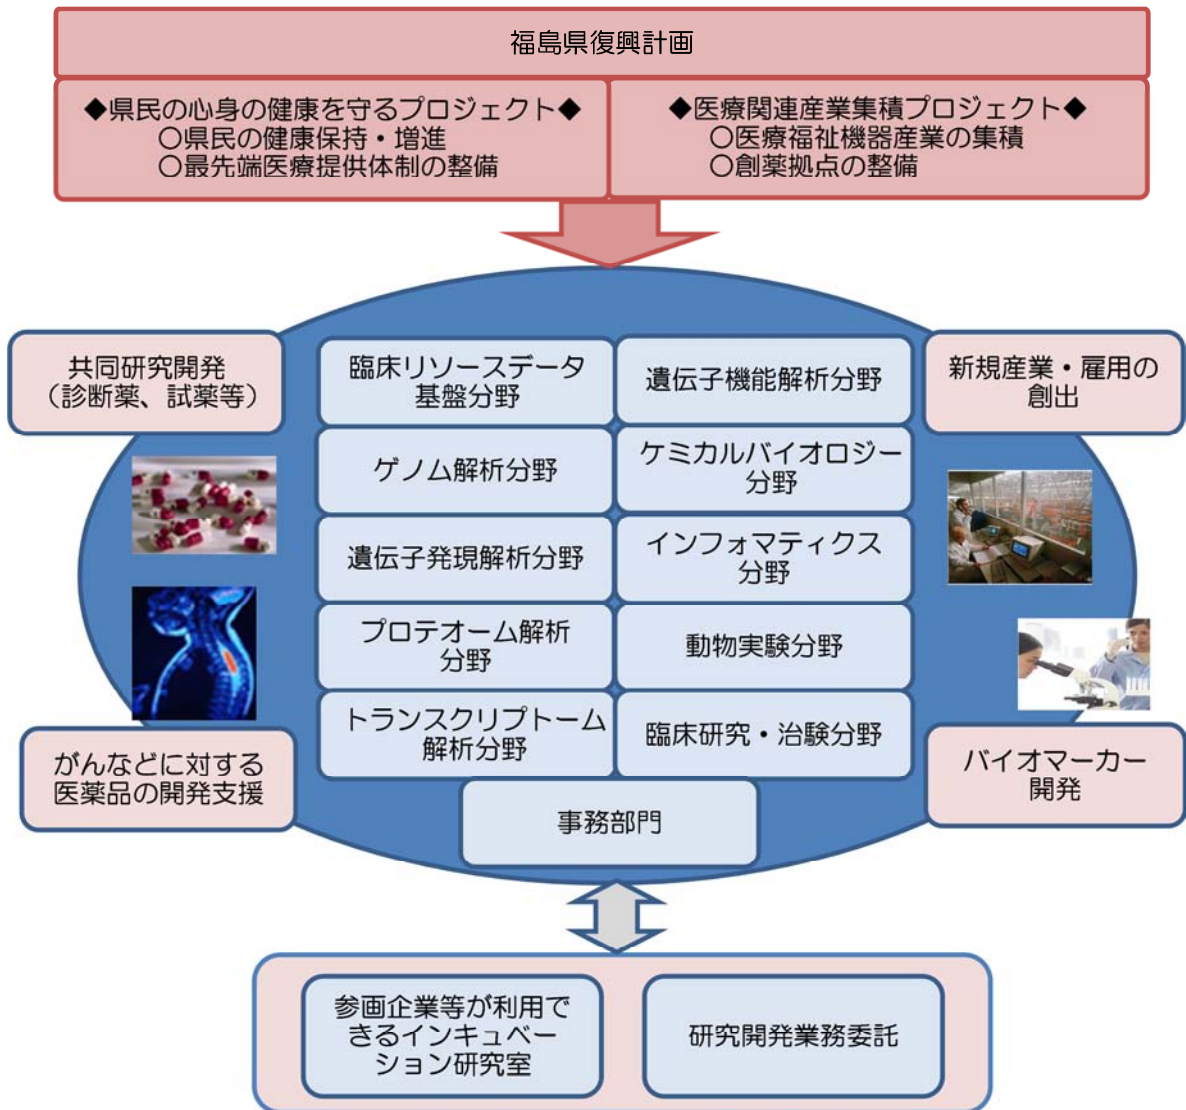 福島県復興計画
◆県民の心身の健康を守るプロジェクト◆
〇県民の健康保持・増進
〇最先端医療提供体制の整備
◆医療関連産業集積プロジェクト◆
〇医療福祉機器産業の集積
〇創薬拠点の整備
共同研究開発
（診断薬、試薬等）
がんなどに対する
医薬品の開発支援
臨床リソースデータ
基盤分野
遺伝子機能解析分野
ゲノム解析分野
ケミカルバイオロジー
分野
遺伝子発現解析分野
インフォマティクス
分野
プロテオーム解析
分野
動物実験分野
トランスクリプトーム
解析分野
臨床研究・治験分野
事務部門
新規産業・雇用の
創出
バイオマーカー
開発
参画企業等が利用で
きるインキュベー
ション研究室
研究開発業務委託